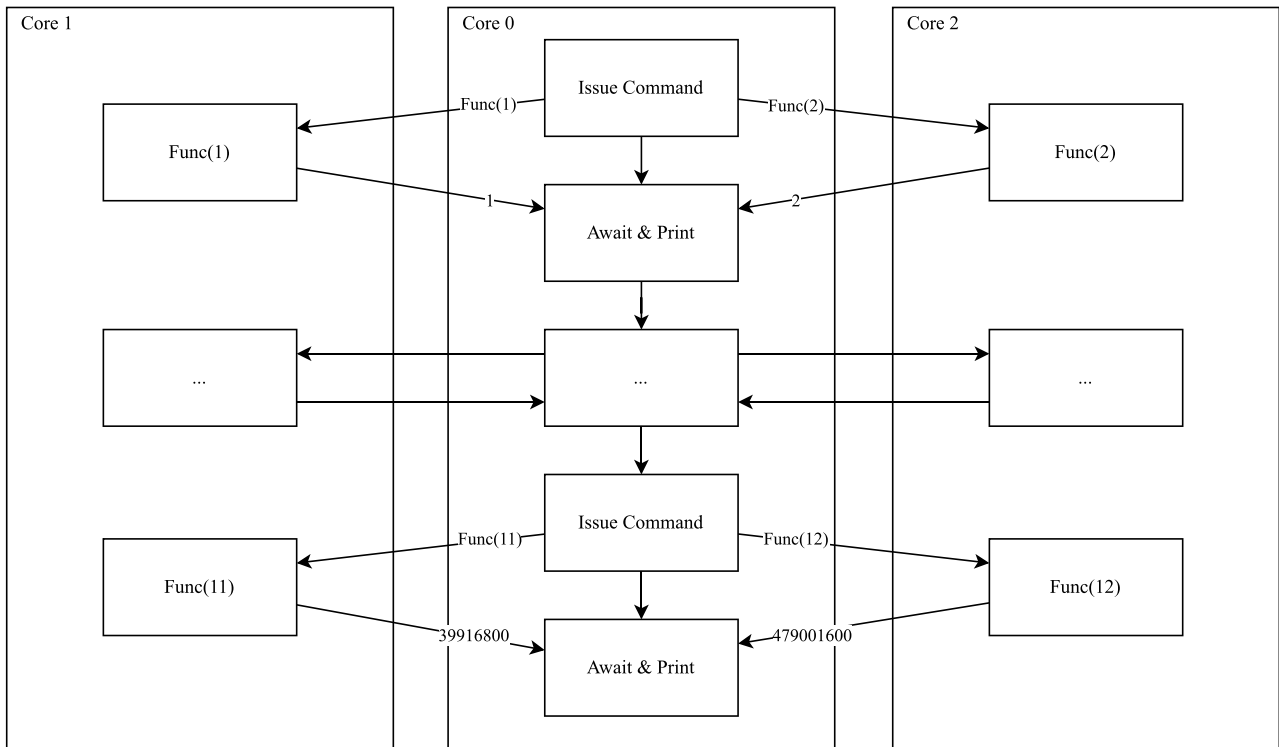 Core 1
Core 0
Core 2
Issue Command
Func(1)
Func(2)
Func(1)
Func(2)
1
2
Await & Print
...
...
...
Issue Command
Func(11)
Func(12)
Func(11)
Func(12)
39916800
479001600
Await & Print